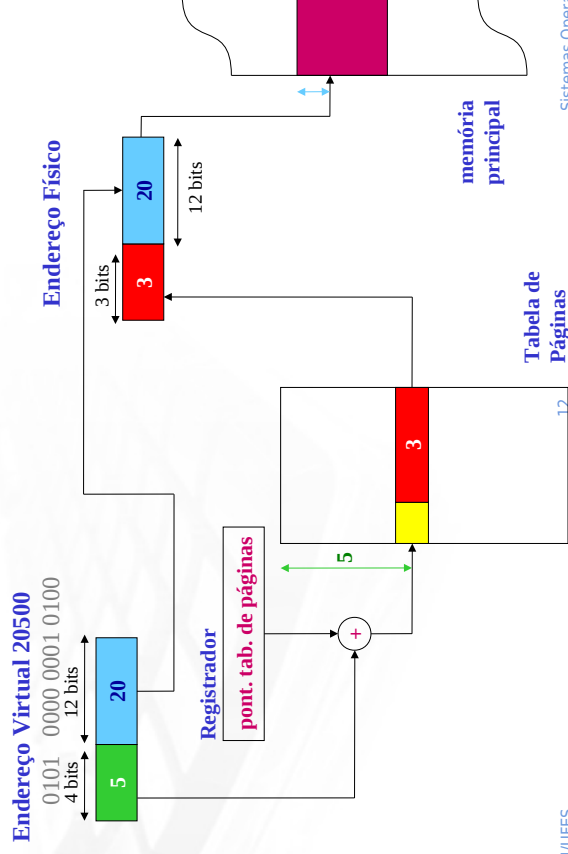 Endereço Virtual 20500
0101 0000 0001 0100
4 bits 12 bits
5 20
Registrador
pont. tab. de páginas
+
5
3
Tabela de
Páginas
Endereço Físico
3 bits
3 20
12 bits
memória
principal
12